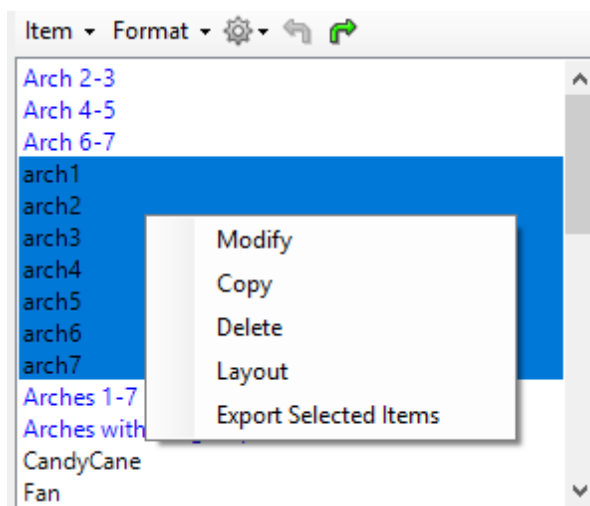 Item Format
Arch 2-3
Arch 4-5
Arch 6-7
arch1
arch2
arch3
arch4
arch5
arch6
arch7
Arches 1-7
Arches with
CandyCane
Fan
Modify
Copy
Delete
Layout
Export Selected Items